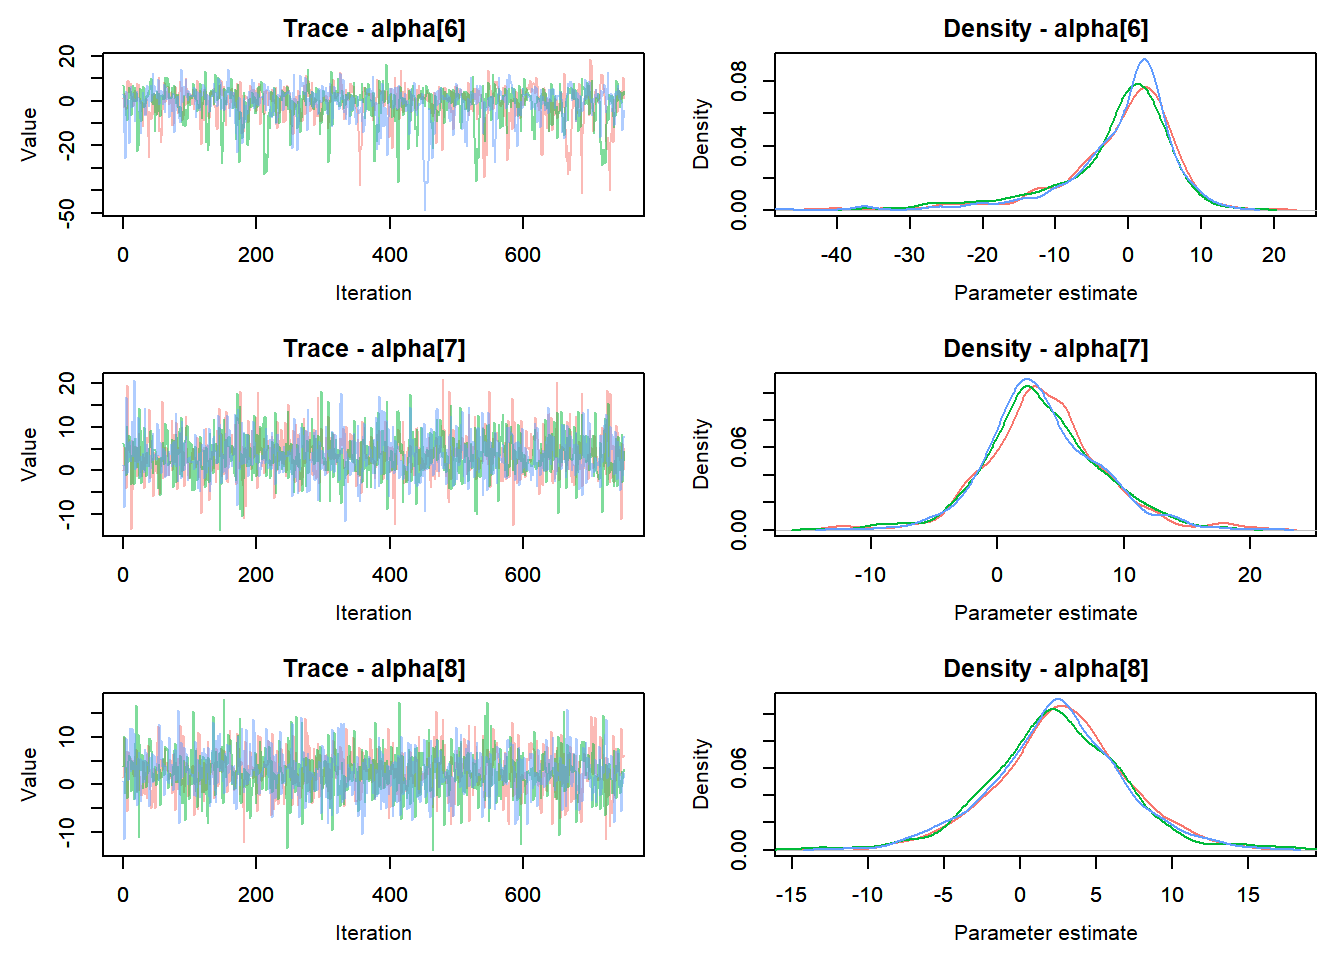 Trace - alpha[6]
Value
20
0
-20
-50
0
200
400
600
Iteration
Density - alpha[6]
Density
0.08
0.04
0.00
-40
-30
-20
-10
0
10
20
Parameter estimate
Trace - alpha[7]
Value
20
10
0
-10
0
200
400
600
Iteration
Density - alpha[7]
Density
0.06
0.00
-10
0
10
20
Parameter estimate
Trace - alpha[8]
Value
10
0
-10
0
200
400
600
Iteration
Density - alpha[8]
Density
0.06
0.00
-15
-10
-5
0
5
10
15
Parameter estimate